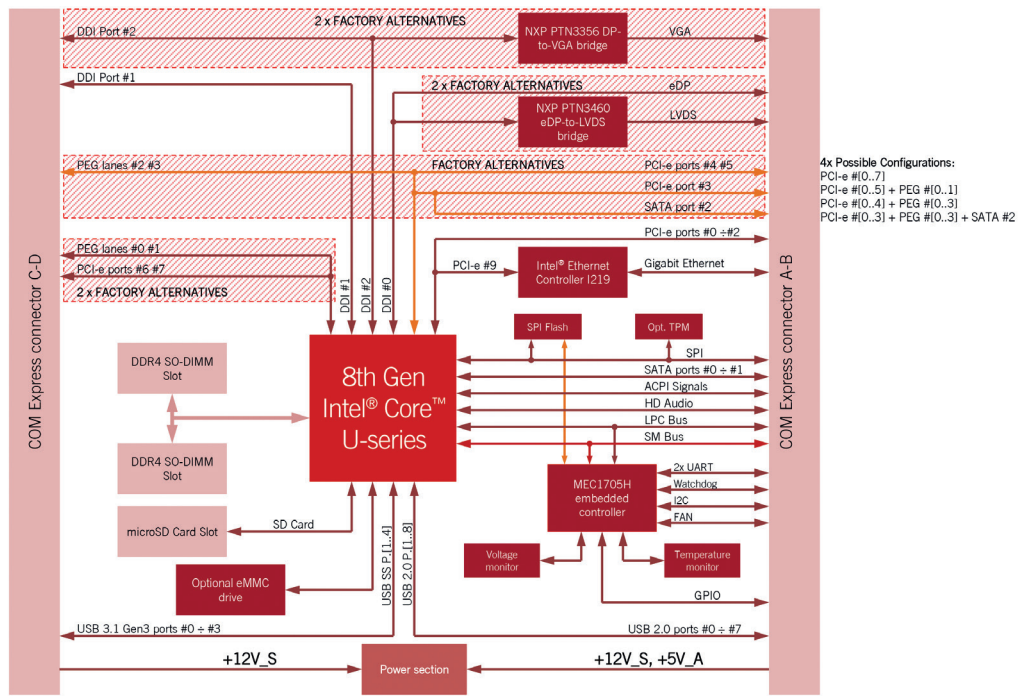 2 x FACTORY ALTERNATIVES
DDI Port #2
NXP PTN3356 DP-
to-VGA bridge
VGA
DDI Port #1
2 x FACTORY ALTERNATIVES
eDP
NXP PTN3460
eDP-to-LVDS
bridge
LVDS
PEG lanes #2 #3
FACTORY ALTERNATIVES
PCI-e ports #4 #5
PCI-e port #3
SATA port #2
4x Possible Configurations:
PCI-e #[0..7]
PCI-e #[0..5] + PEG #[0..1]
PCI-e #[0..4] + PEG #[0..3]
PCI-e #[0..3] + PEG #[0..3] + SATA #2
PCI-e ports #0 ÷#2
PEG lanes #0 #1
PCI-e ports #6 #7
2 x FACTORY ALTERNATIVES
DDI #1
DDI #2
DDI #0
PCI-e #9
Intel® Ethernet
Controller I219
Gigabit Ethernet
COM Express connector C-D
COM Express connector A-B
SPI Flash
Opt. TPM
DDR4 SO-DIMM
Slot
8th Gen
Intel® Core™
U-series
SPI
SATA ports #0 ÷ #1
ACPI Signals
HD Audio
LPC Bus
SM Bus
DDR4 SO-DIMM
Slot
MEC1705H
embedded
controller
2x UART
Watchdog
I2C
FAN
microSD Card Slot
SD Card
USB SS P.[1..4]
USB 2.0 P.[1..8]
Voltage
monitor
Temperature
monitor
Optional eMMC
drive
GPIO
USB 3.1 Gen3 ports #0 ÷ #3
USB 2.0 ports #0 ÷ #7
+12V_S
Power section
+12V_S, +5V_A